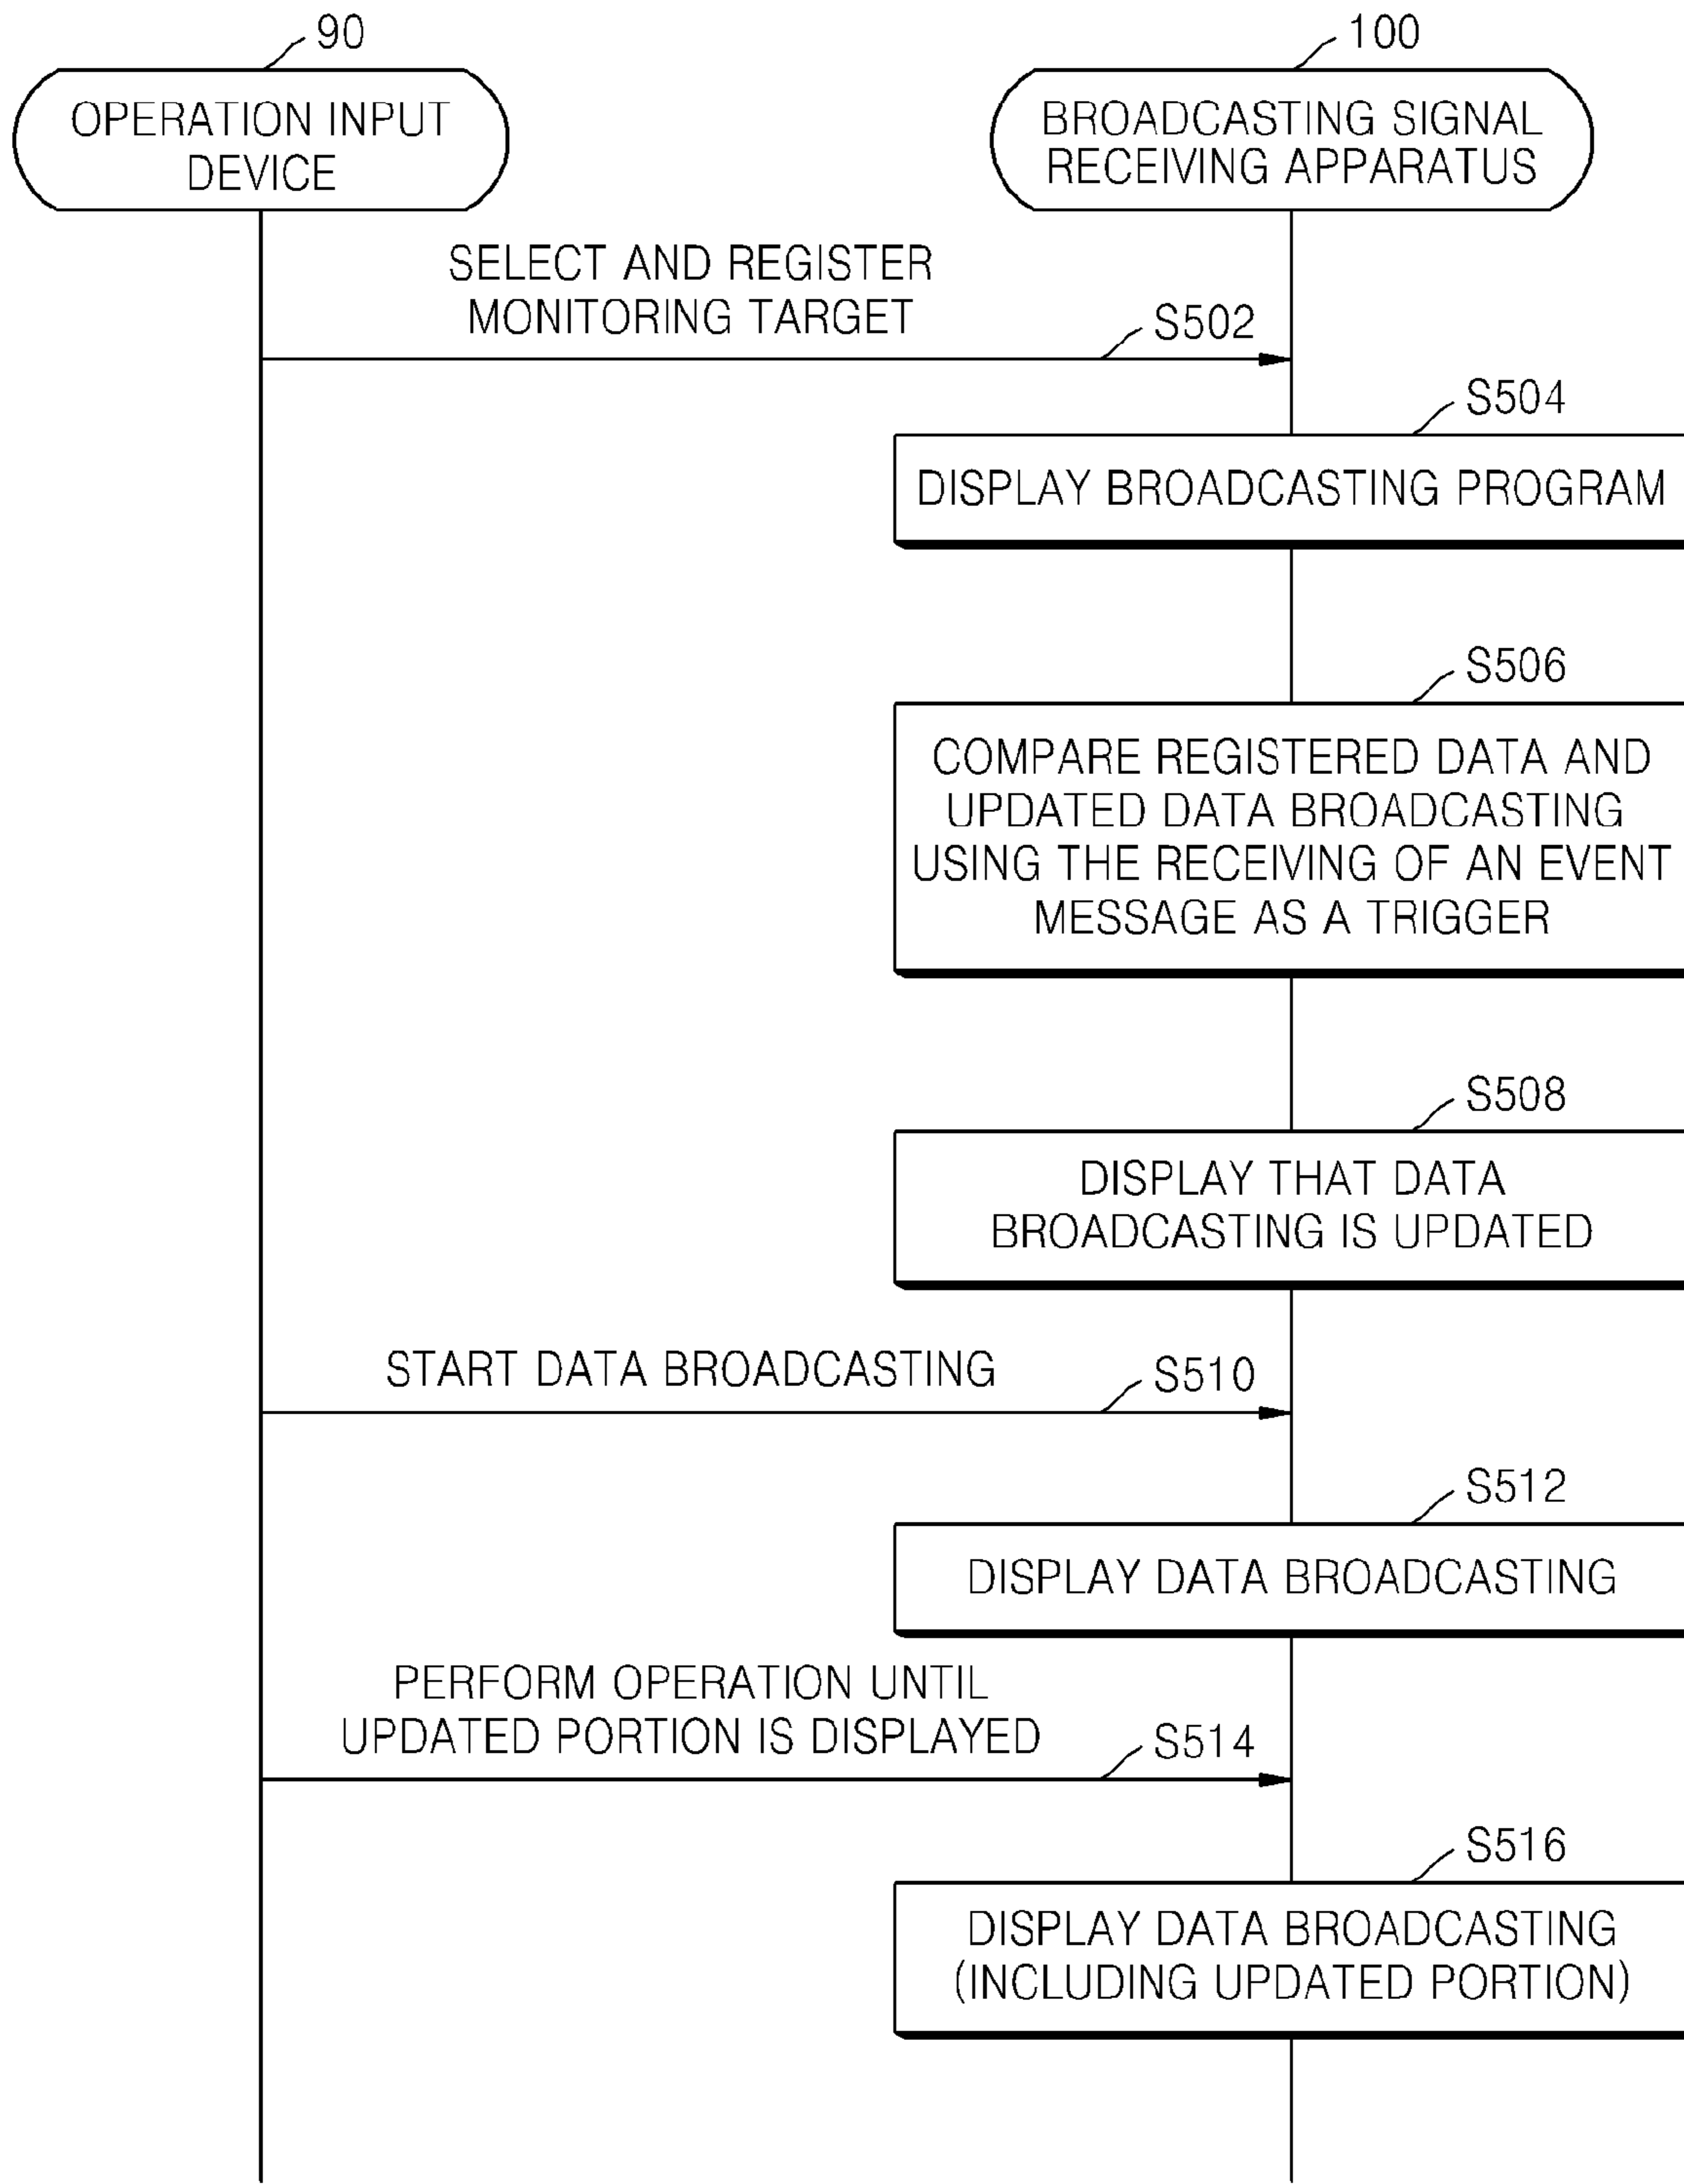 90
OPERATION INPUT
DEVICE
100
BROADCASTING SIGNAL
RECEIVING APPARATUS
SELECT AND REGISTER
MONITORING TARGET
S502
S504
DISPLAY BROADCASTING PROGRAM
S506
COMPARE REGISTERED DATA AND
UPDATED DATA BROADCASTING
USING THE RECEIVING OF AN EVENT
MESSAGE AS A TRIGGER
S508
DISPLAY THAT DATA
BROADCASTING IS UPDATED
START DATA BROADCASTING
S510
S512
DISPLAY DATA BROADCASTING
PERFORM OPERATION UNTIL
UPDATED PORTION IS DISPLAYED
S514
S516
DISPLAY DATA BROADCASTING
(INCLUDING UPDATED PORTION)